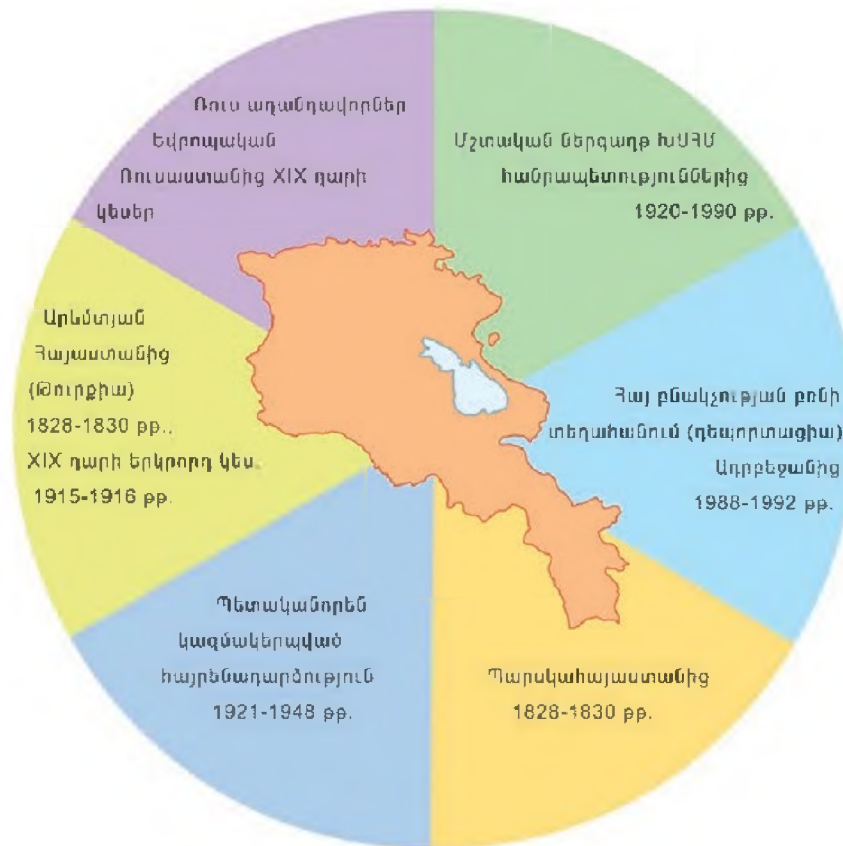 Ռուս աղանդավորներ
Եվրոպական
Ռուսաստանից XIX դարի
կեսեր
Մշտական ներգաղթ ԽՍՀՄ
հանրապետություններից
1920-1990 թթ.
Արևմտյան
Հայաստանից
(Թուրքիա)
1828-1830 թթ..
XIX դարի երկրորդ կես.
1915-1916 թթ.
Հայ բնակչության բռնի
տեղահանում (դեպորտացիա)
Ադրբեջանից
1988-1992 թթ.
Պետականորեն
կազմակերպված
հայրենադարձություն
1921-1948 թթ.
Պարսկահայաստանից
1828-1830 թթ.